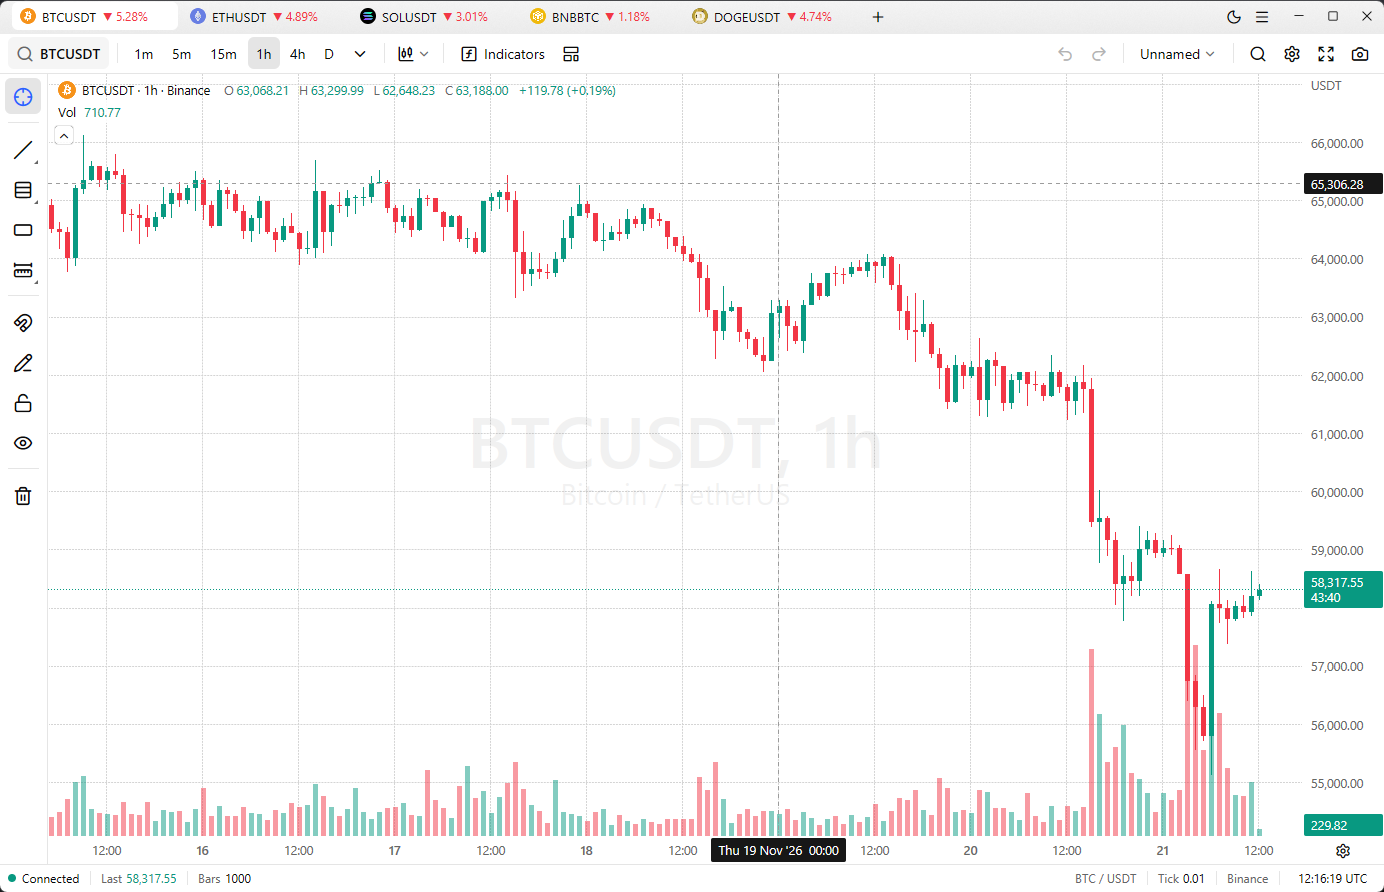 BTCUSDT ▼ 5.28% ETHUSDT ▼ 4.89% SOLUSDT ▼ 3.01% BNBBTC ▼ 1.18% DOGEUSDT ▼ 4.74% +
BTCUSDT 1m 5m 15m 1h 4h D Indicators Unnamed
BTCUSDT · 1h · Binance O 63,068.21 H 63,299.99 L 62,648.23 C 63,188.00 +119.78 (+0.19%)
Vol 710.77
USDT
66,000.00
65,306.28
65,000.00
64,000.00
63,000.00
62,000.00
61,000.00
60,000.00
59,000.00
58,317.55
43:40
57,000.00
56,000.00
55,000.00
229.82
BTCUSDT, 1h
Bitcoin / TetherUS
12:00 16 12:00 17 12:00 18 12:00 Thu 19 Nov '26 00:00 12:00 20 12:00 21 12:00
Connected Last 58,317.55 Bars 1000 BTC / USDT Tick 0.01 Binance 12:16:19 UTC